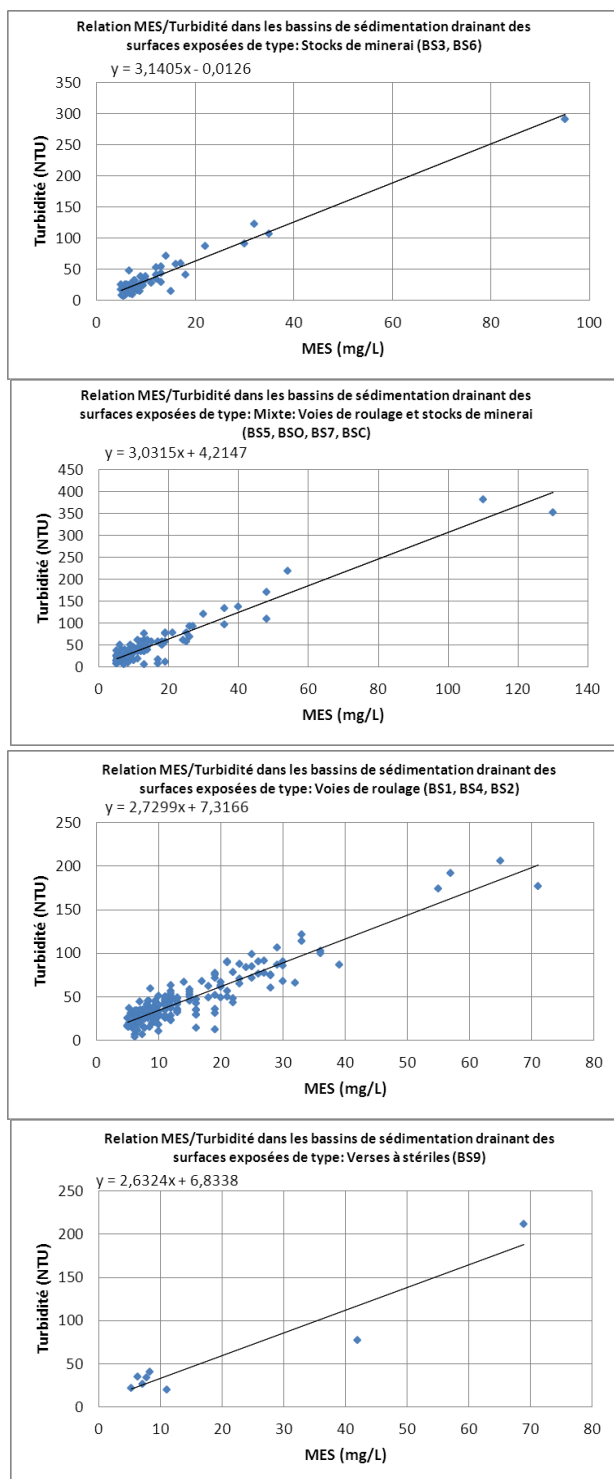 Relation MES/Turbidité dans les bassins de sédimentation drainant des
surfaces exposées de type: Stocks de minerai (BS3, BS6)
y = 3,1405x - 0,0126
350
300
250
200
150
100
50
0
Turbidité (NTU)
0 20 40 60 80 100
MES (mg/L)
Relation MES/Turbidité dans les bassins de sédimentation drainant des
surfaces exposées de type: Mixte: Voies de roulage et stocks de minerai
(BS5, BSO, BS7, BSC)
y = 3,0315x + 4,2147
450
400
350
300
250
200
150
100
50
0
Turbidité (NTU)
0 20 40 60 80 100 120 140
MES (mg/L)
Relation MES/Turbidité dans les bassins de sédimentation drainant des
surfaces exposées de type: Voies de roulage (BS1, BS4, BS2)
y = 2,7299x + 7,3166
250
200
150
100
50
0
Turbidité (NTU)
0 10 20 30 40 50 60 70 80
MES (mg/L)
Relation MES/Turbidité dans les bassins de sédimentation drainant des
surfaces exposées de type: Verses à stériles (BS9)
y = 2,6324x + 6,8338
250
200
150
100
50
0
Turbidité (NTU)
0 10 20 30 40 50 60 70 80
MES (mg/L)